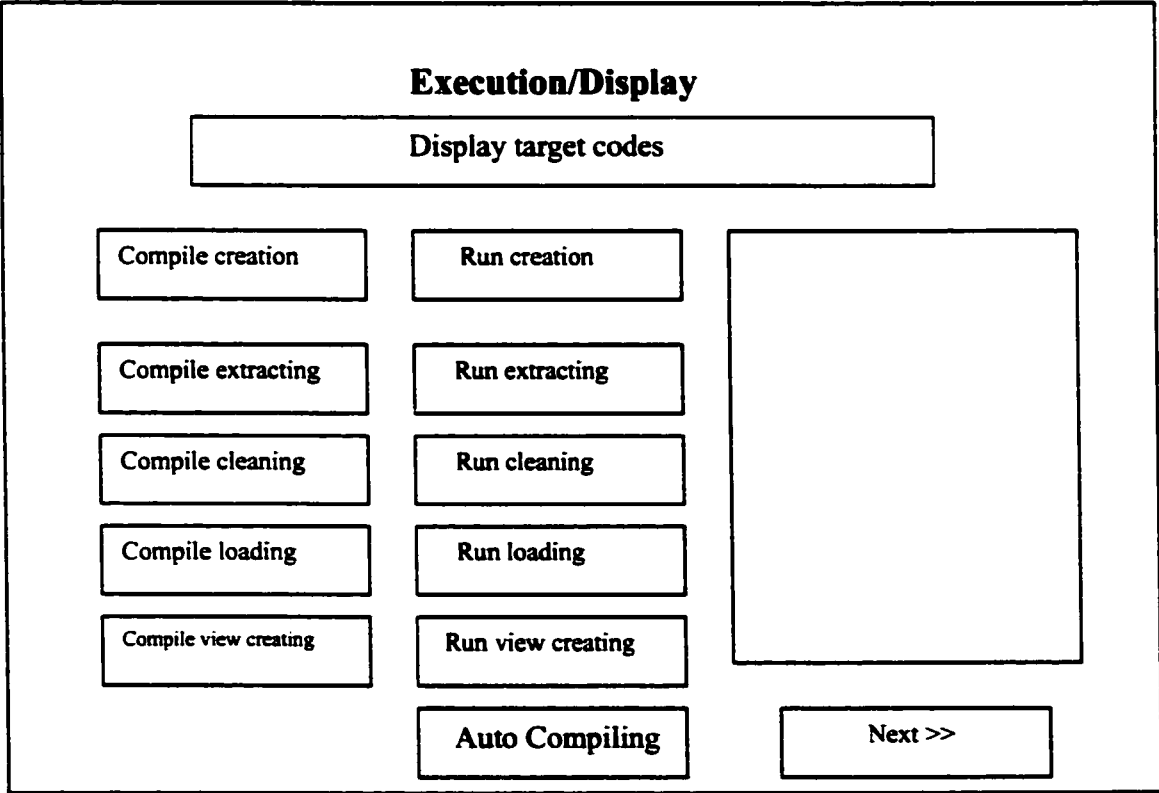 Execution/Display
Display target codes
Compile creation
Run creation
Compile extracting
Run extracting
Compile cleaning
Run cleaning
Compile loading
Run loading
Compile view creating
Run view creating
Auto Compiling
Next >>